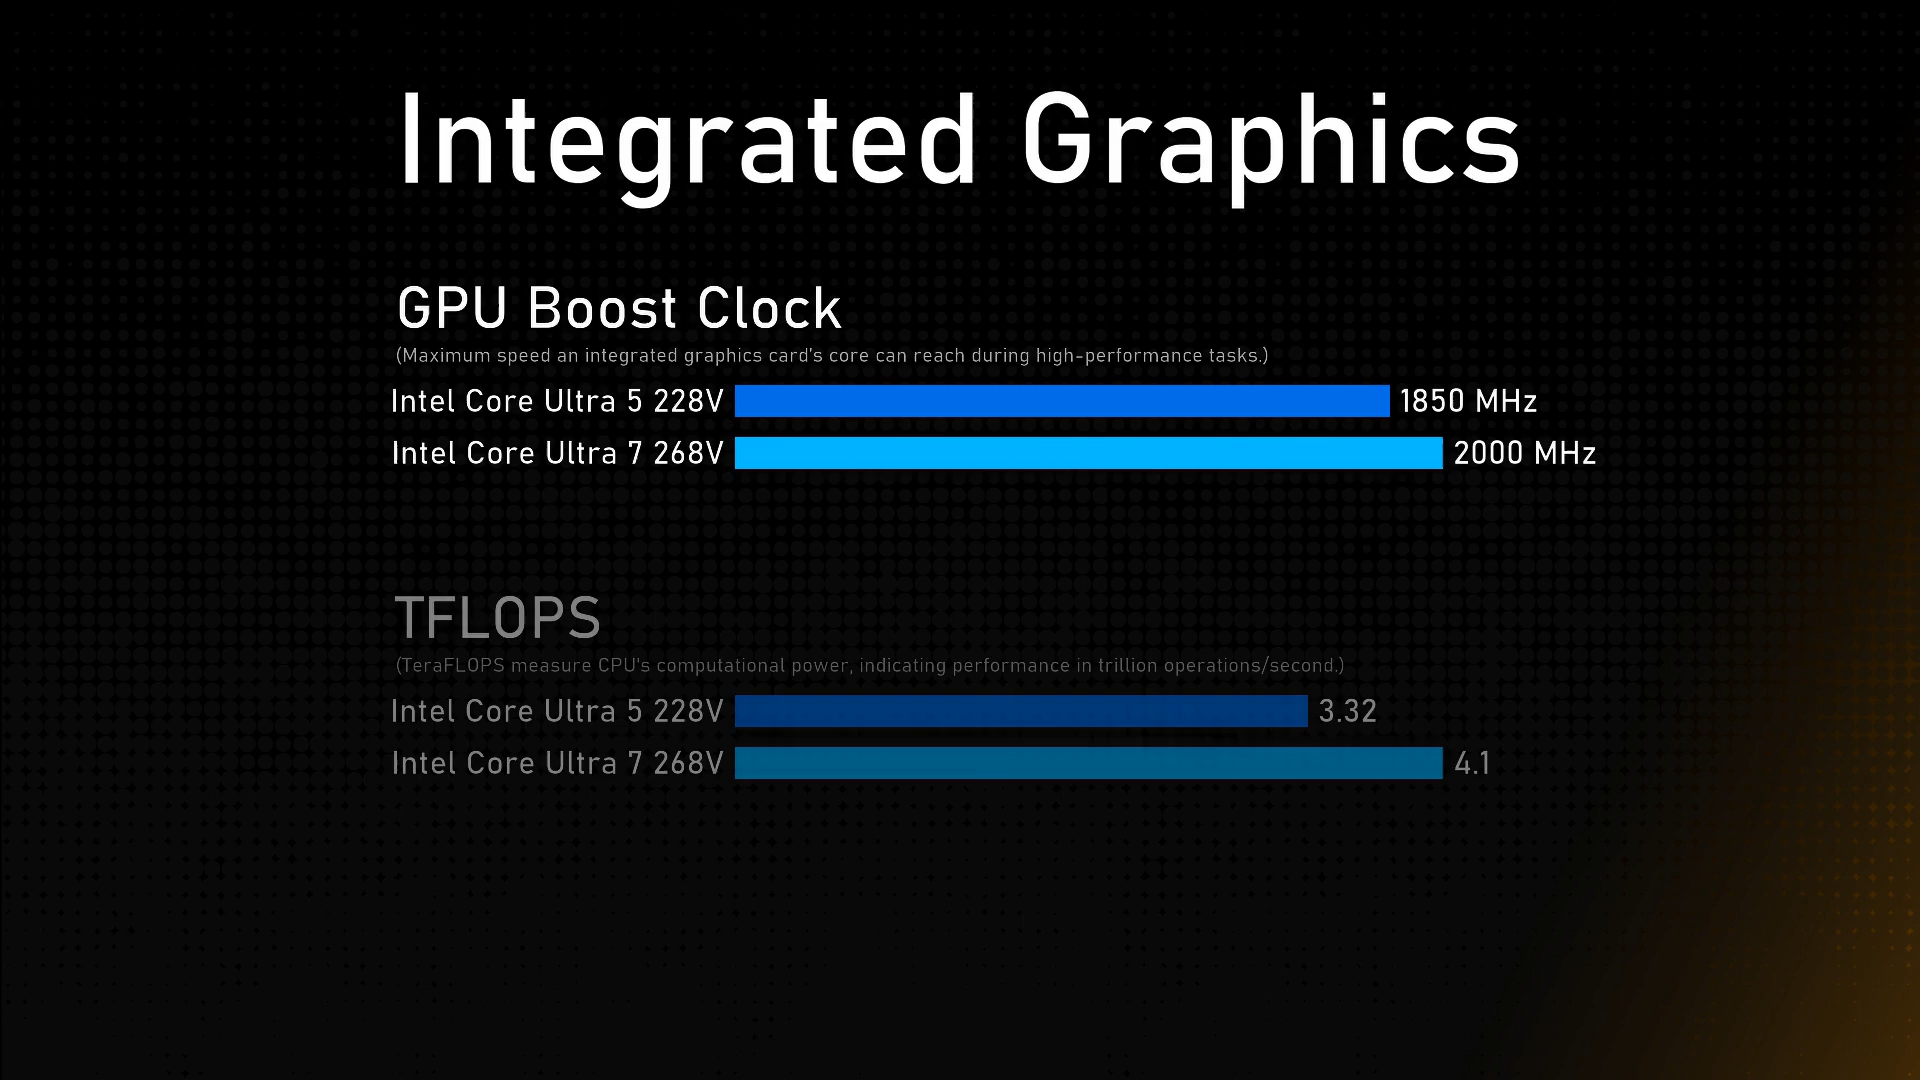 Integrated Graphics
GPU Boost Clock
(Maximum speed an integrated graphics card's core can reach during high-performance tasks.)
Intel Core Ultra 5 228V 1850 MHz
Intel Core Ultra 7 268V 2000 MHz
TFLOPS
(TeraFLOPS measure CPU's computational power, indicating performance in trillion operations/second.)
Intel Core Ultra 5 228V 3.32
Intel Core Ultra 7 268V 4.1